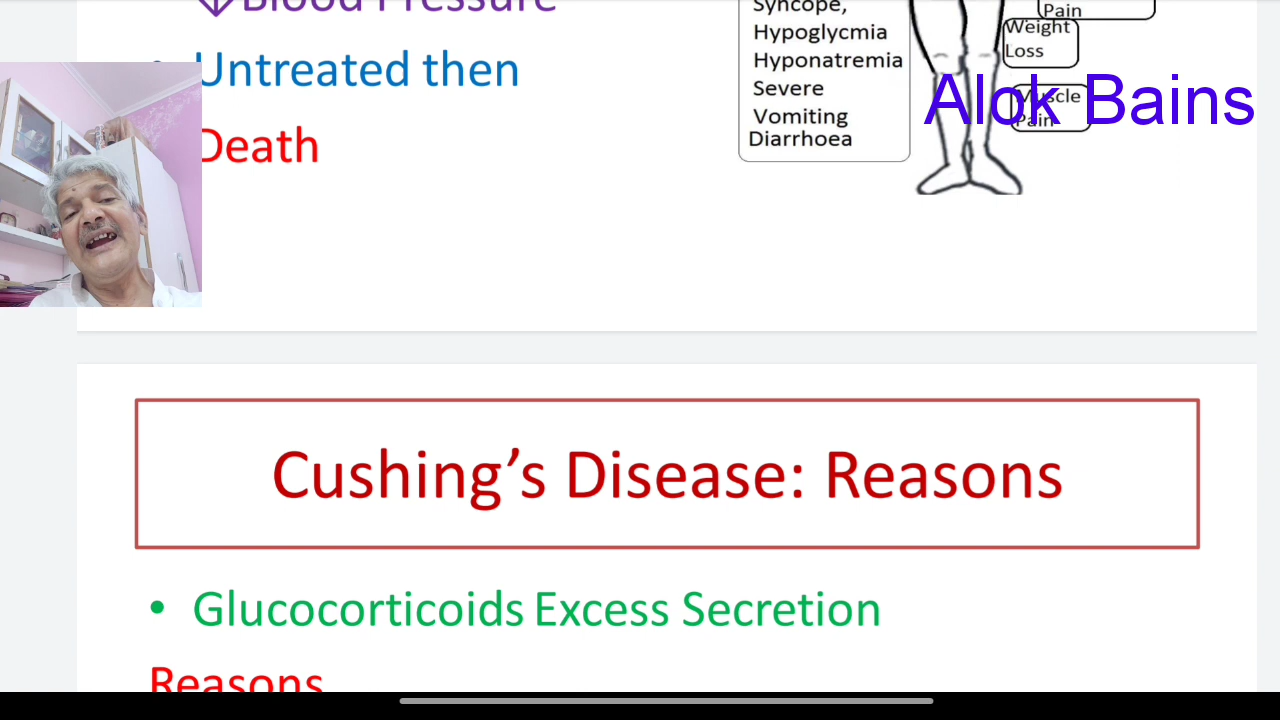 Blood Pressure
Untreated then
Death
Syncope,
Hypoglycmia
Hyponatremia
Severe
Vomiting
Diarrhoea
Pain
Weight
Loss
Muscle
Pain
Alok Bains
Cushing’s Disease: Reasons
• Glucocorticoids Excess Secretion
Reasons